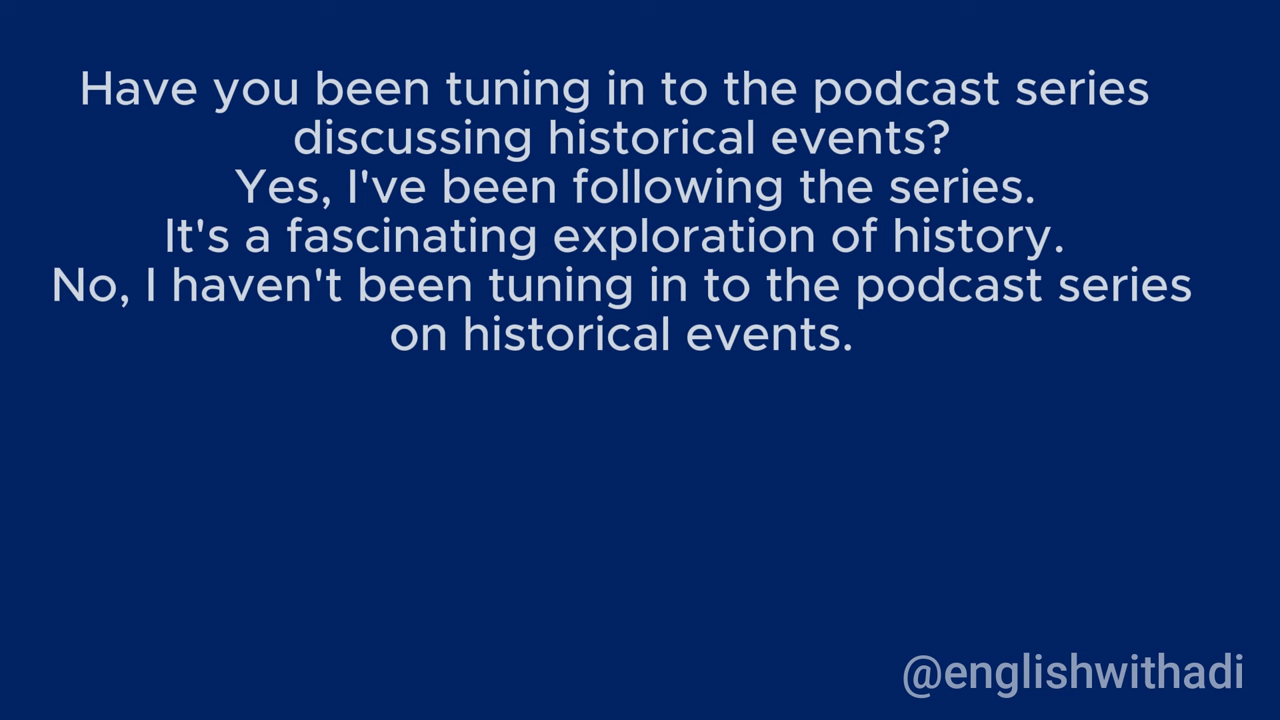 Have you been tuning in to the podcast series
discussing historical events?
Yes, I've been following the series.
It's a fascinating exploration of history.
No, I haven't been tuning in to the podcast series
on historical events.
@englishwithadi